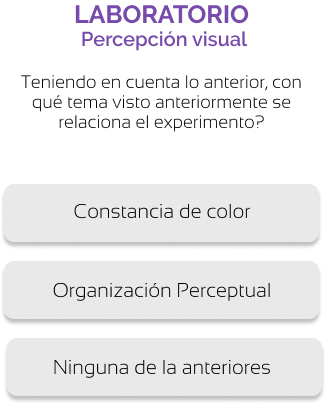 LABORATORIO
Percepción visual
Teniendo en cuenta lo anterior, con
qué tema visto anteriormente se
relaciona el experimento?
Constancia de color
Organización Perceptual
Ninguna de la anteriores